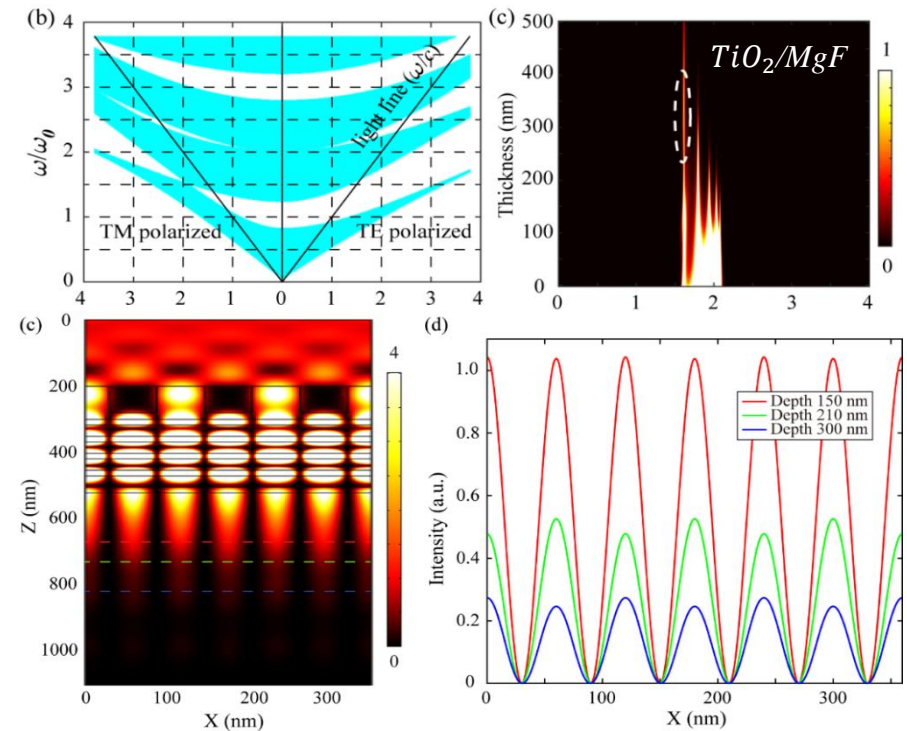 (b)
4
3
2
1
0
ω/ω₀
light line (ω/c)
TM polarized
TE polarized
4 3 2 1 0 1 2 3 4
(c)
500
400
300
200
100
0
Thickness (nm)
TiO₂/MgF
1
0
0 1 2 3 4
(c)
0
200
400
600
800
1000
Z (nm)
4
0
0 100 200 300
X (nm)
(d)
1.0
0.8
0.6
0.4
0.2
0
Intensity (a.u.)
Depth 150 nm
Depth 210 nm
Depth 300 nm
0 100 200 300
X (nm)